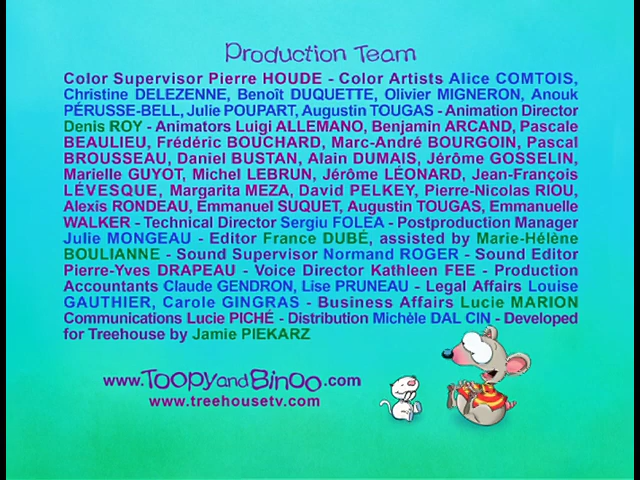 Production Team
Color Supervisor Pierre HOUDE - Color Artists Alice COMTOIS,
Christine DELEZENNE, Benoît DUQUETTE, Olivier MIGNERON, Anouk
PÉRUSSE-BELL, Julie POUPART, Augustin TOUGAS - Animation Director
Denis ROY - Animators Luigi ALLEMANO, Benjamin ARCAND, Pascale
BEAULIEU, Frédéric BOUCHARD, Marc-André BOURGOIN, Pascal
BROUSSEAU, Daniel BUSTAN, Alain DUMAIS, Jérôme GOSSELIN,
Marielle GUYOT, Michel LEBRUN, Jérôme LÉONARD, Jean-François
LÉVESQUE, Margarita MEZA, David PELKEY, Pierre-Nicolas RIOU,
Alexis RONDEAU, Emmanuel SUQUET, Augustin TOUGAS, Emmanuelle
WALKER - Technical Director Sergiu FOLEA - Postproduction Manager
Julie MONGEAU - Editor France DUBÉ, assisted by Marie-Hélène
BOULIANNE - Sound Supervisor Normand ROGER - Sound Editor
Pierre-Yves DRAPEAU - Voice Director Kathleen FEE - Production
Accountants Claude GENDRON, Lise PRUNEAU - Legal Affairs Louise
GAUTHIER, Carole GINGRAS - Business Affairs Lucie MARION
Communications Lucie PICHÉ - Distribution Michèle DAL CIN - Developed
for Treehouse by Jamie PIEKARZ
www.ToopyandBinoo.com
www.treehousetv.com